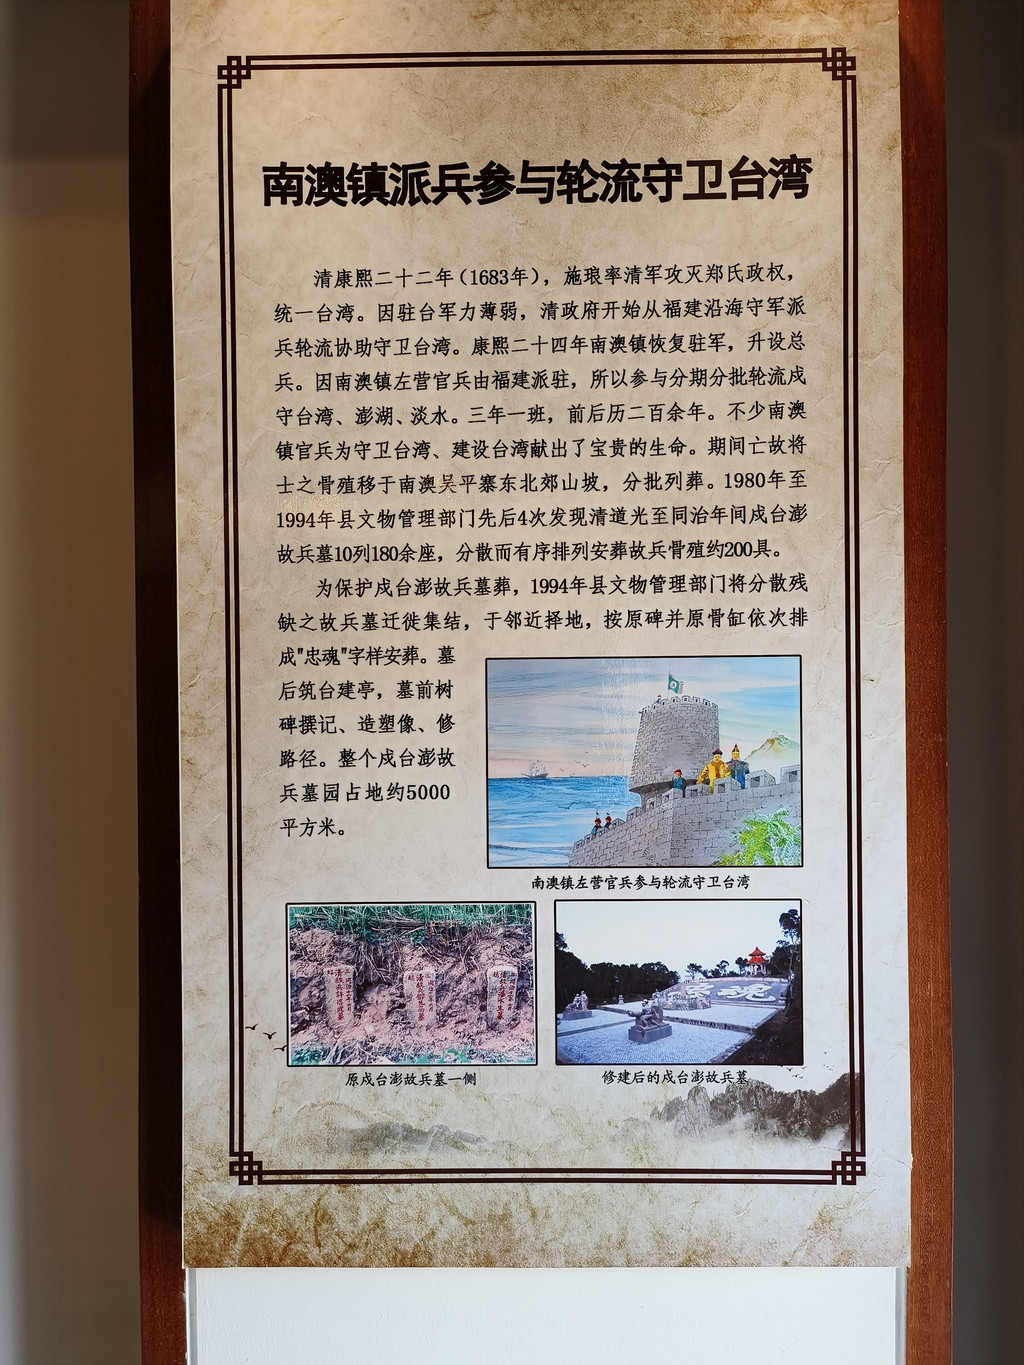 南澳镇派兵参与轮流守卫台湾
清康熙二十二年（1683年），施琅率清军攻灭郑氏政权，
统一台湾。因驻台军力薄弱，清政府开始从福建沿海守军派
兵轮流协助守卫台湾。康熙二十四年南澳镇恢复驻军，升设总
兵。因南澳镇左营官兵由福建派驻，所以参与分期分批轮流戍
守台湾、澎湖、淡水。三年一班，前后历二百余年。不少南澳
镇官兵为守卫台湾、建设台湾献出了宝贵的生命。期间亡故将
士之骨殖移于南澳吴平寨东北郊山坡，分批列葬。1980年至
1994年县文物管理部门先后4次发现清道光至同治年间戍台澎
故兵墓10列180余座，分散而有序排列安葬故兵骨殖约200具。
为保护戍台澎故兵墓葬，1994年县文物管理部门将分散残
缺之故兵墓迁徙集结，于邻近择地，按原碑并原骨缸依次排
成"忠魂"字样安葬。墓
后筑台建亭，墓前树
碑撰记、造塑像、修
路径。整个戍台澎故
兵墓园占地约5000
平方米。
南澳镇左营官兵参与轮流守卫台湾
原戍台澎故兵墓一侧
修建后的戍台澎故兵墓